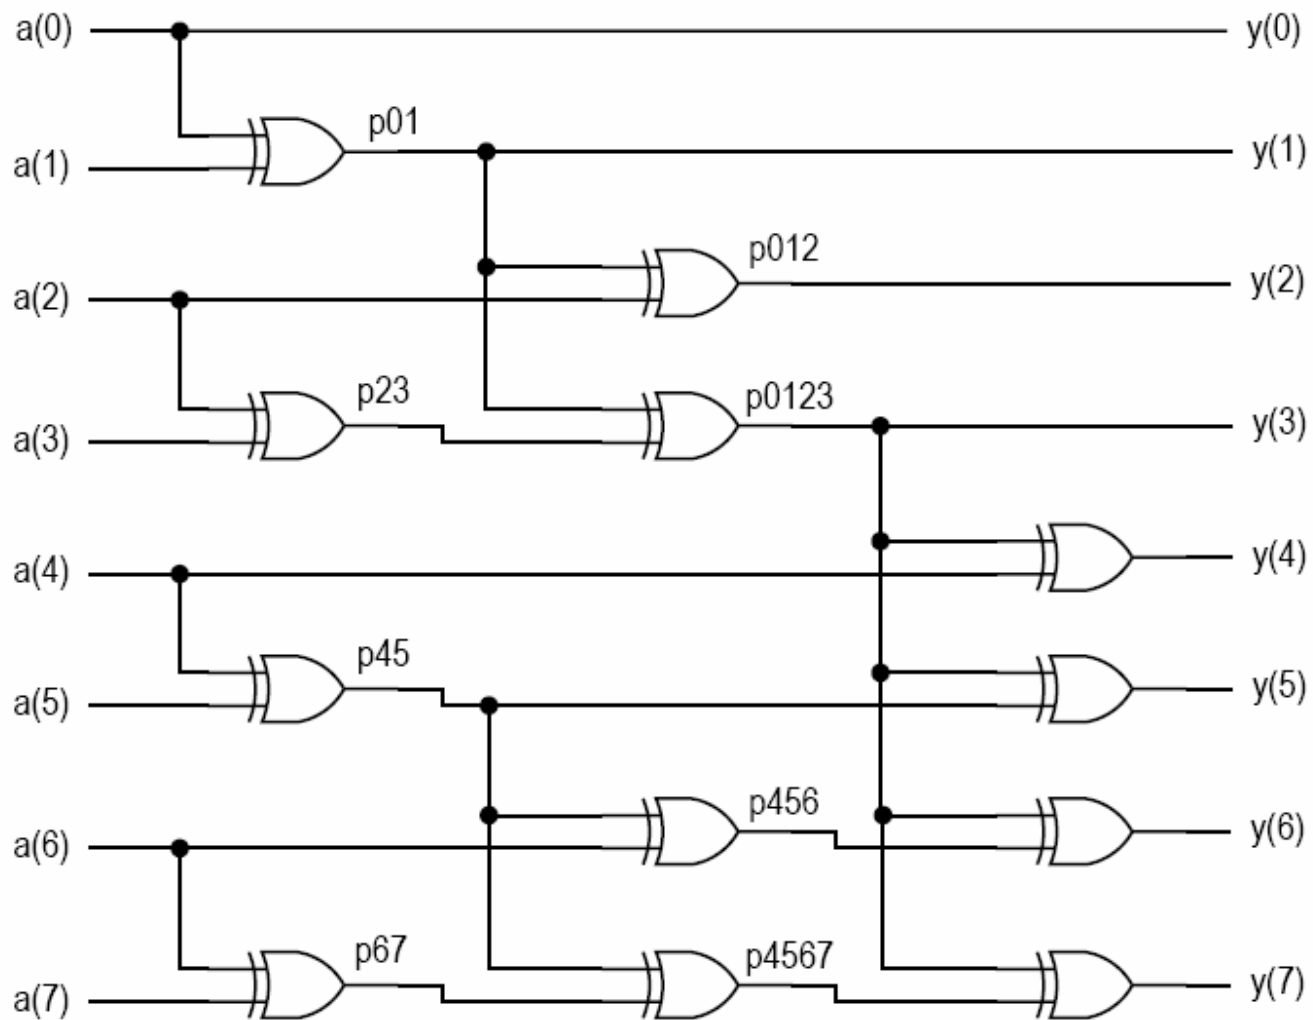 a(0) y(0)
p01
a(1) y(1)
p012
a(2) y(2)
p23 p0123
a(3) y(3)
a(4) y(4)
p45
a(5) y(5)
p456
a(6) y(6)
p67 p4567
a(7) y(7)